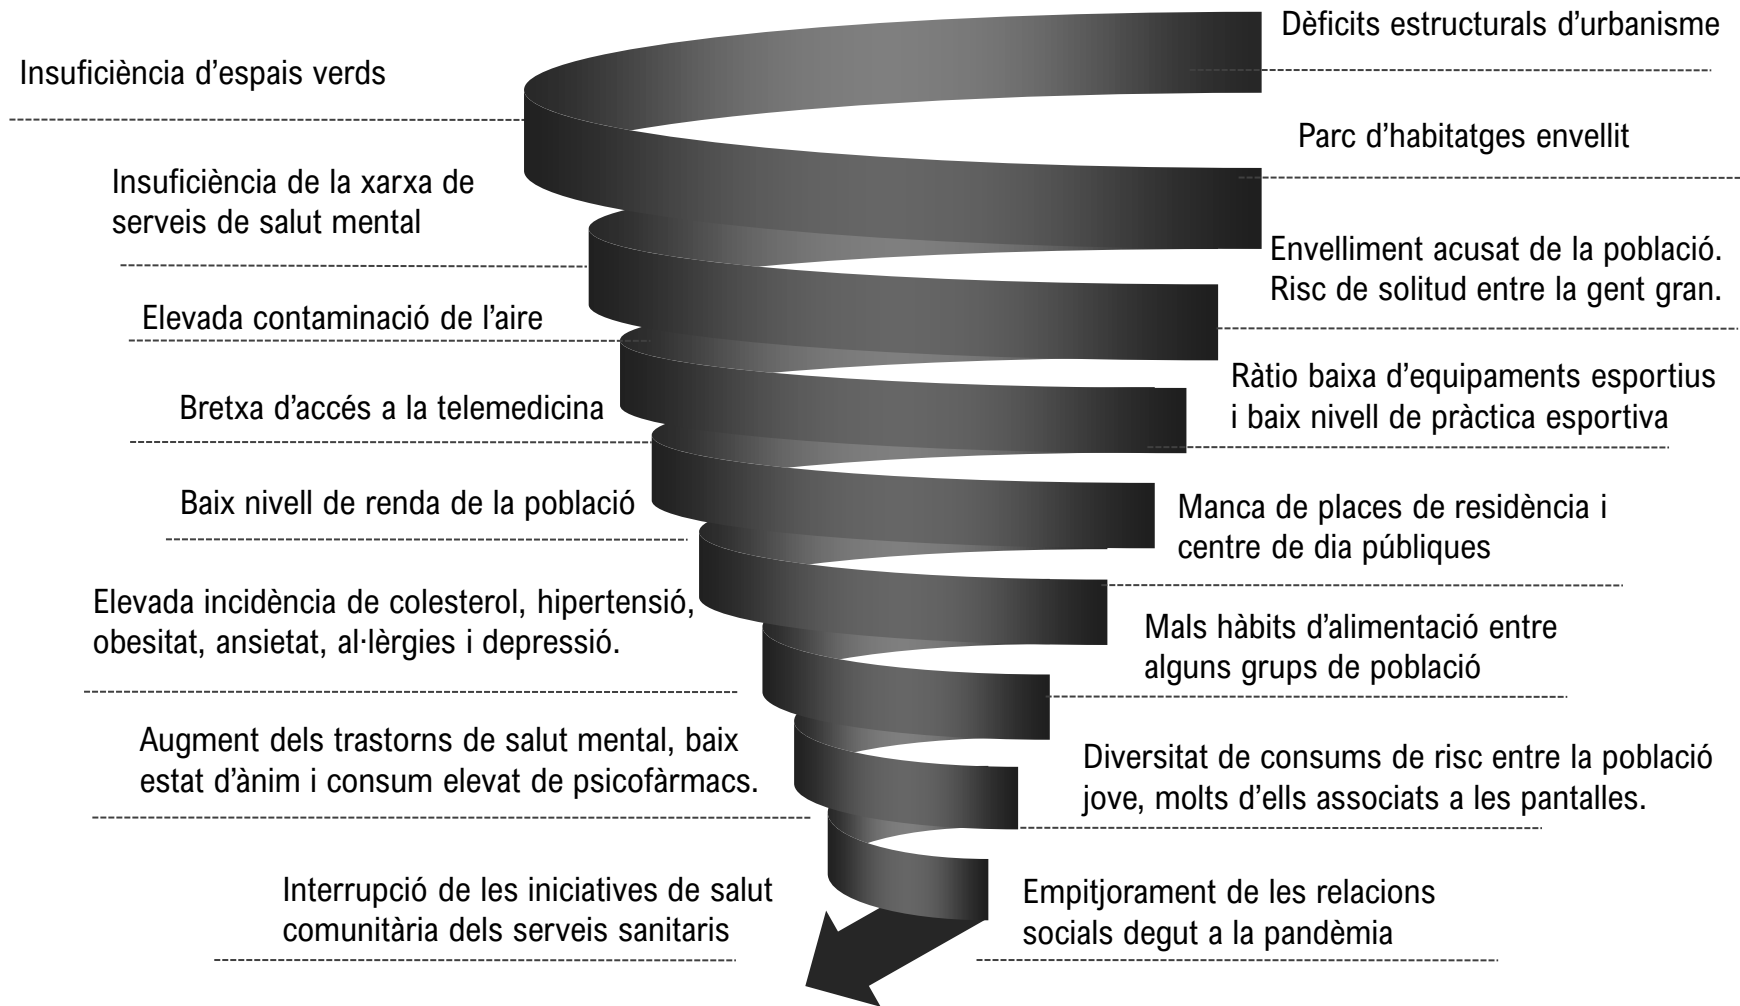 Dèficits estructurals d’urbanisme
Insuficiència d’espais verds
Parc d’habitatges envellit
Insuficiència de la xarxa de
serveis de salut mental
Envelliment acusat de la població.
Risc de solitud entre la gent gran.
Elevada contaminació de l’aire
Ràtio baixa d’equipaments esportius
i baix nivell de pràctica esportiva
Bretxa d’accés a la telemedicina
Baix nivell de renda de la població
Manca de places de residència i
centre de dia públiques
Elevada incidència de colesterol, hipertensió,
obesitat, ansietat, al·lèrgies i depressió.
Mals hàbits d’alimentació entre
alguns grups de població
Augment dels trastorns de salut mental, baix
estat d’ànim i consum elevat de psicofàrmacs.
Diversitat de consums de risc entre la població
jove, molts d’ells associats a les pantalles.
Interrupció de les iniciatives de salut
comunitària dels serveis sanitaris
Empitjorament de les relacions
socials degut a la pandèmia